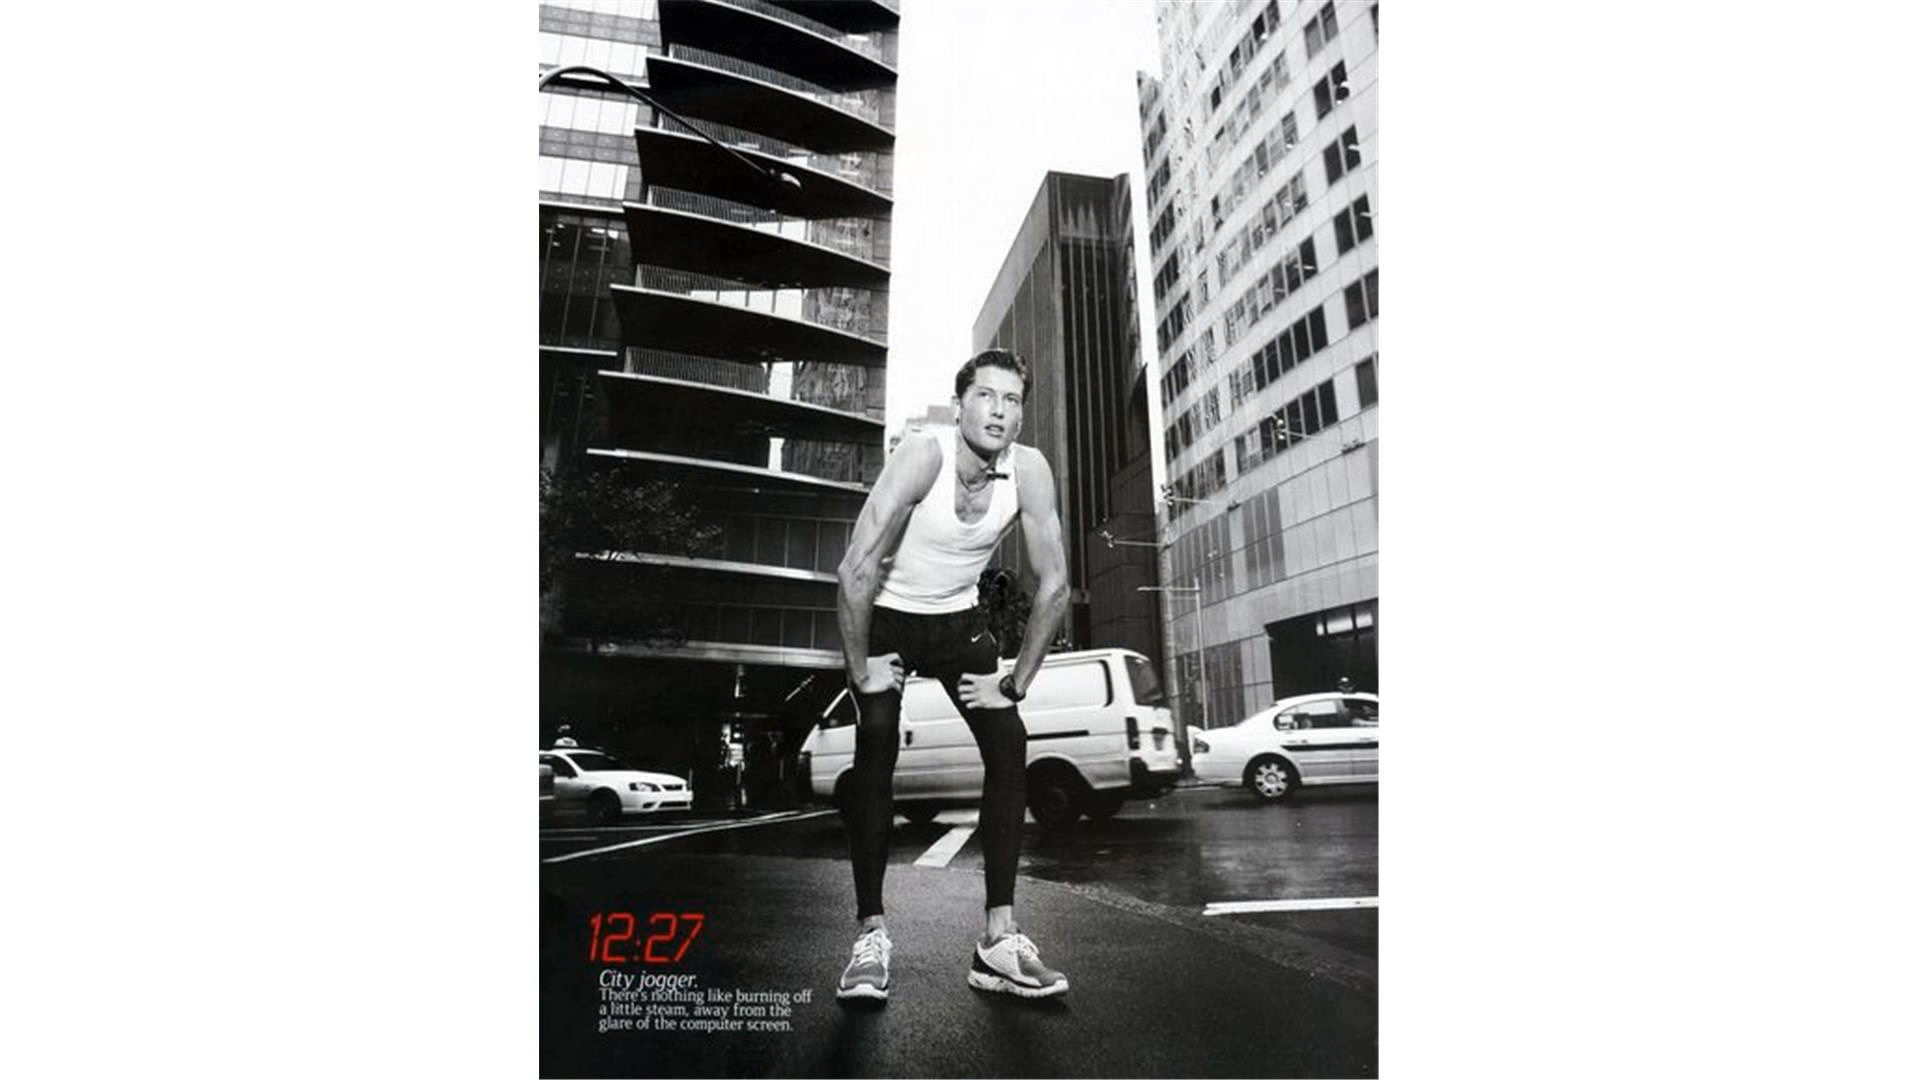 12:27
City jogger.
There's nothing like burning off
a little steam, away from the
glare of the computer screen.